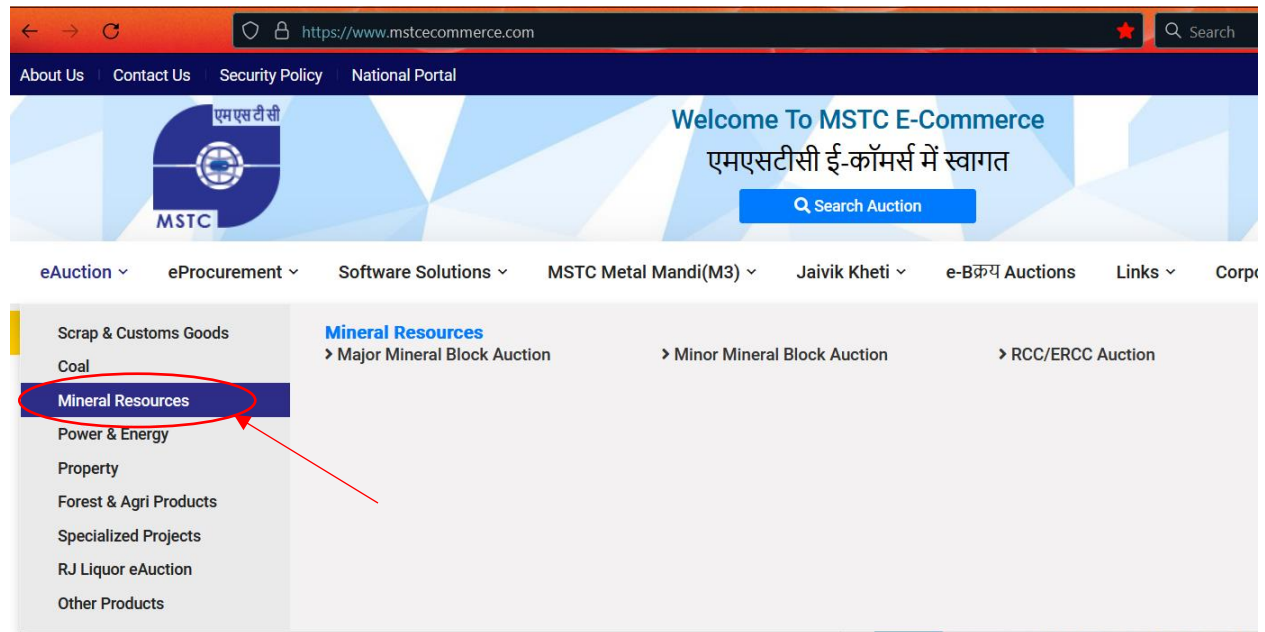 https://www.mstcecommerce.com
Search
About Us Contact Us Security Policy National Portal
एम एस टी सी
MSTC
Welcome To MSTC E-Commerce
एमएसटीसी ई-कॉमर्स में स्वागत
Search Auction
eAuction eProcurement Software Solutions MSTC Metal Mandi(M3) Jaivik Kheti e-Bक्रय Auctions Links Corpo
Scrap & Customs Goods
Coal
Mineral Resources
Power & Energy
Property
Forest & Agri Products
Specialized Projects
RJ Liquor eAuction
Other Products
Mineral Resources
Major Mineral Block Auction Minor Mineral Block Auction RCC/ERCC Auction